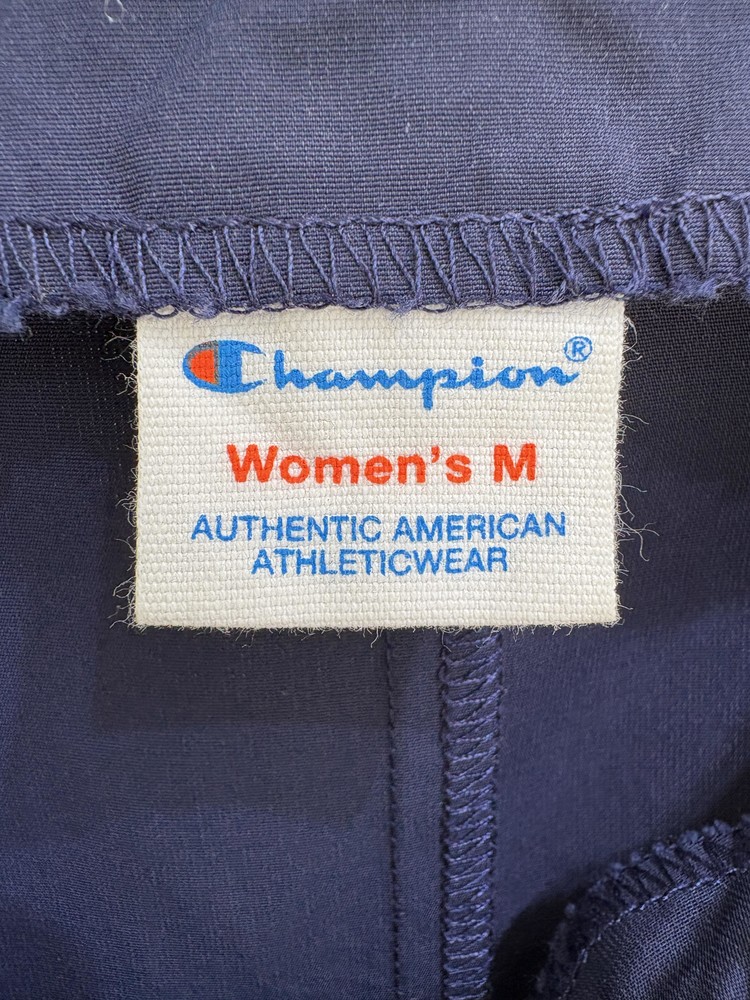 Champion®
Women's M
AUTHENTIC AMERICAN
ATHLETICWEAR